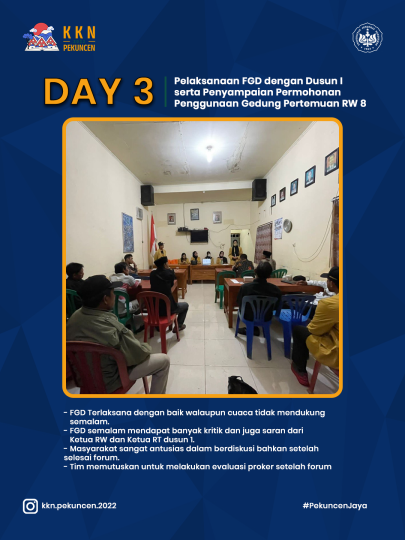 KKN
PEKUNCEN
DAY 3
Pelaksanaan FGD dengan Dusun I
serta Penyampaian Permohonan
Penggunaan Gedung Pertemuan RW 8
- FGD Terlaksana dengan baik walaupun cuaca tidak mendukung
semalam.
- FGD semalam mendapat banyak kritik dan juga saran dari
Ketua RW dan Ketua RT dusun 1.
- Masyarakat sangat antusias dalam berdiskusi bahkan setelah
selesai forum.
- Tim memutuskan untuk melakukan evaluasi proker setelah forum
kkn.pekuncen.2022
#PekuncenJaya